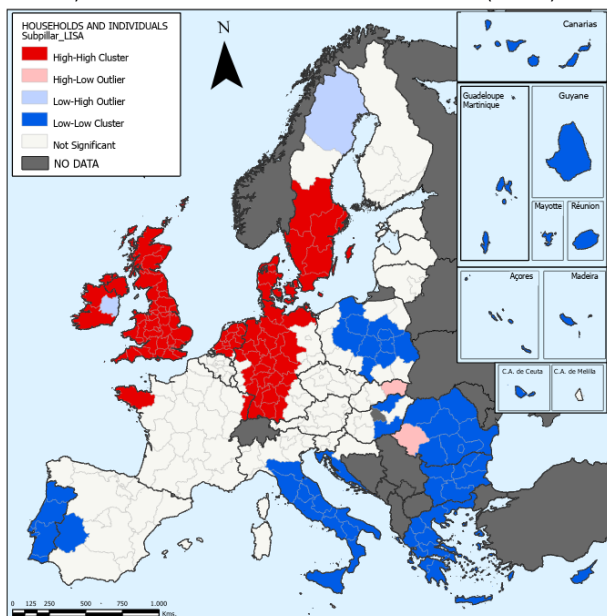 HOUSEHOLDS AND INDIVIDUALS
Subpillar_LISA
High-High Cluster
High-Low Outlier
Low-High Outlier
Low-Low Cluster
Not Significant
NO DATA
N
Canarias
Guadeloupe
Martinique
Guyane
Mayotte
Réunion
Açores
Madeira
C.A. de Ceuta
C.A. de Melilla
0 125 250 500 750 1.000
Kms.